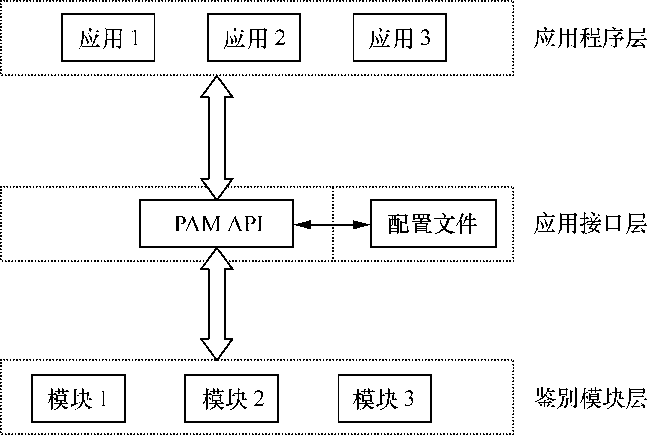 应用 1 应用 2 应用 3 应用程序层
PAM API 配置文件 应用接口层
模块 1 模块 2 模块 3 鉴别模块层